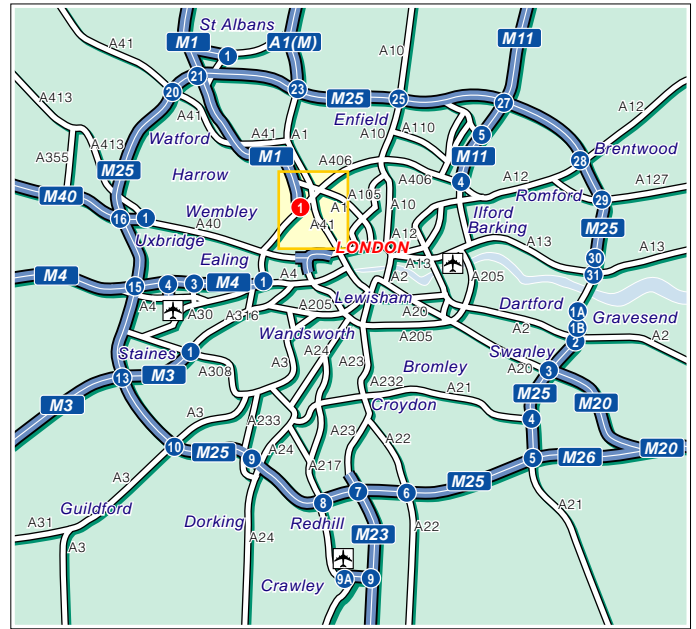 St Albans
A41
M1
1
A1(M)
A10
M11
21
20
23
M25
25
27
A413
A41
Enfield
A12
Watford
A41
A1
A10
A110
5
A413
M1
M11
Brentwood
A355
M25
A406
28
Harrow
A406
4
A12
A127
M40
A105
Romford
29
Wembley
1
A1
A10
Ilford
16
1
A40
A41
M25
Uxbridge
A12
Barking
LONDON
A13
A13
Ealing
A13
30
M4
A4
A2
A205
31
15
4
3
M4
1
Lewisham
A4
A30
A205
Dartford
1A
A316
A20
Gravesend
1B
Wandsworth
A205
A2
A2
2
Staines
1
A24
Swanley
A308
A3
A23
Bromley
A20
3
13
M3
A232
A21
M25
M20
M3
Croydon
A3
A233
A23
4
10
M25
A24
A22
9
A217
5
M26
M20
A3
M25
Guildford
8
7
6
A21
A31
Dorking
Redhill
A3
A24
M23
A22
Crawley
9A
9